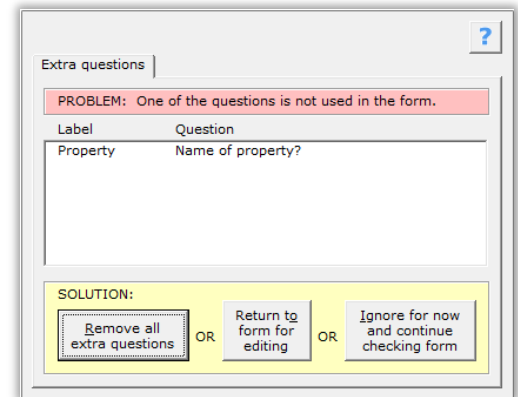 ?
Extra questions
PROBLEM: One of the questions is not used in the form.
Label Question
Property Name of property?
SOLUTION:
Remove all
extra questions
OR
Return to
form for
editing
OR
Ignore for now
and continue
checking form